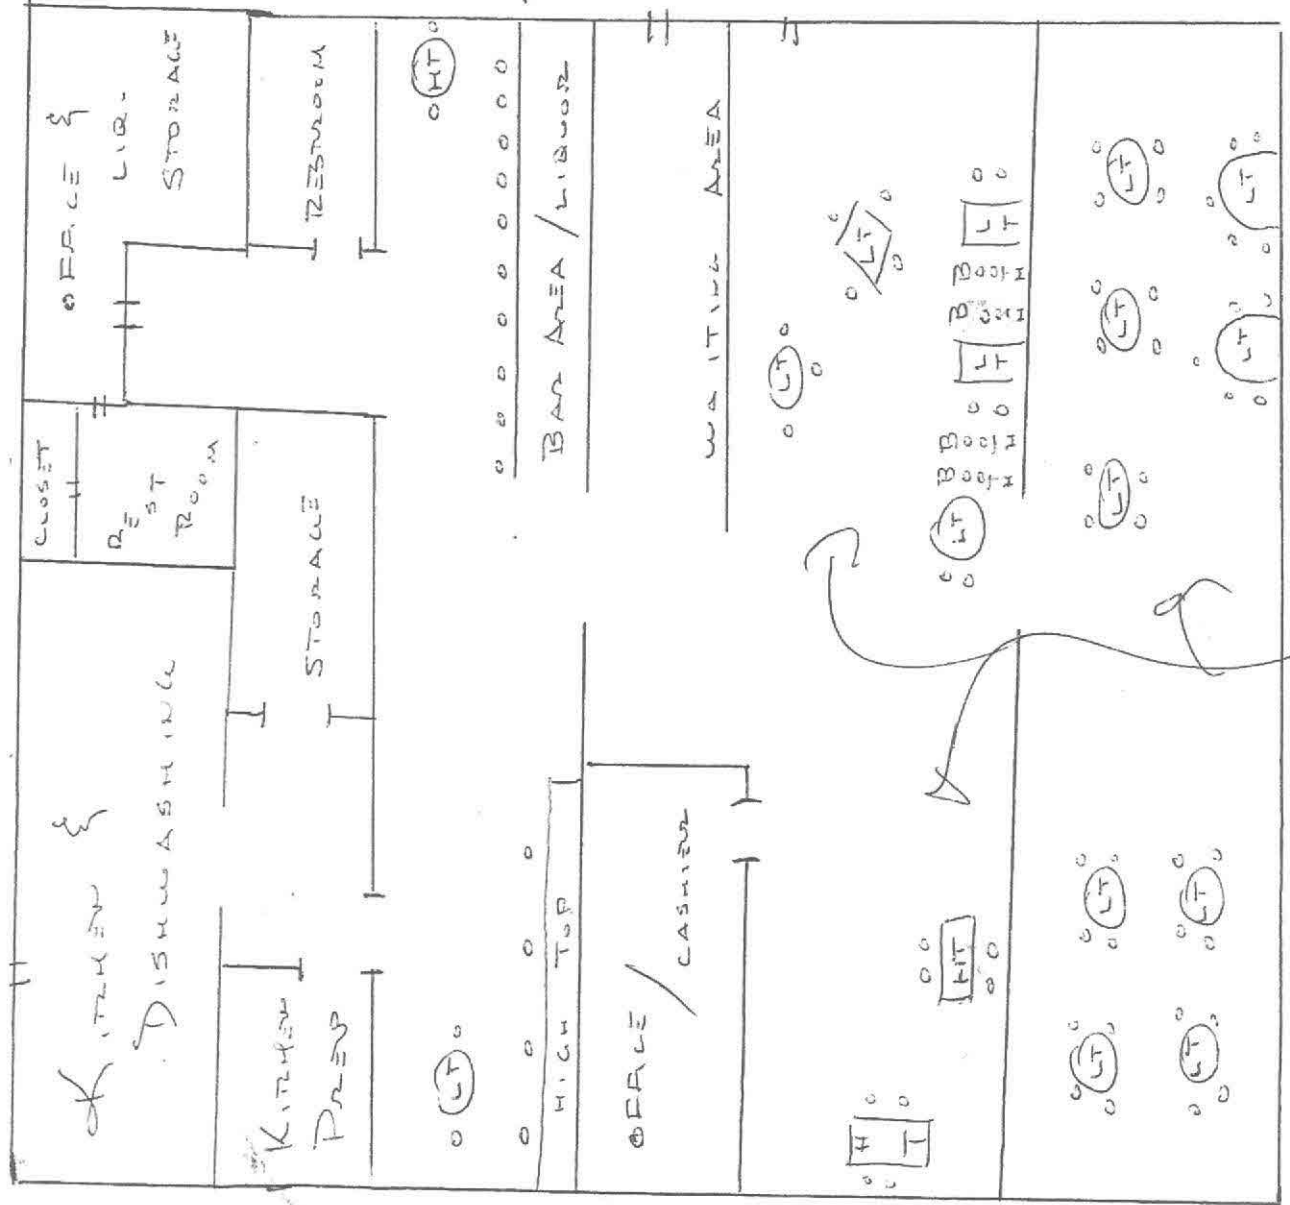 KITCHEN &
DISHWASHING
CLOSET
REST
ROOM
OFFICE &
LIQ.
STORAGE
KITCHEN
PREP
STORAGE
RESTROOM
LT
HT
HIGH TOP
BAR AREA / LIQUOR
OFFICE /
CASHIER
WAITING AREA
LT
LT
HT
HT
LT
BOOTH
BOOTH
LT
BOOTH
BOOTH
LT
LT
LT
LT
LT
LT
LT
LT
LT
LT